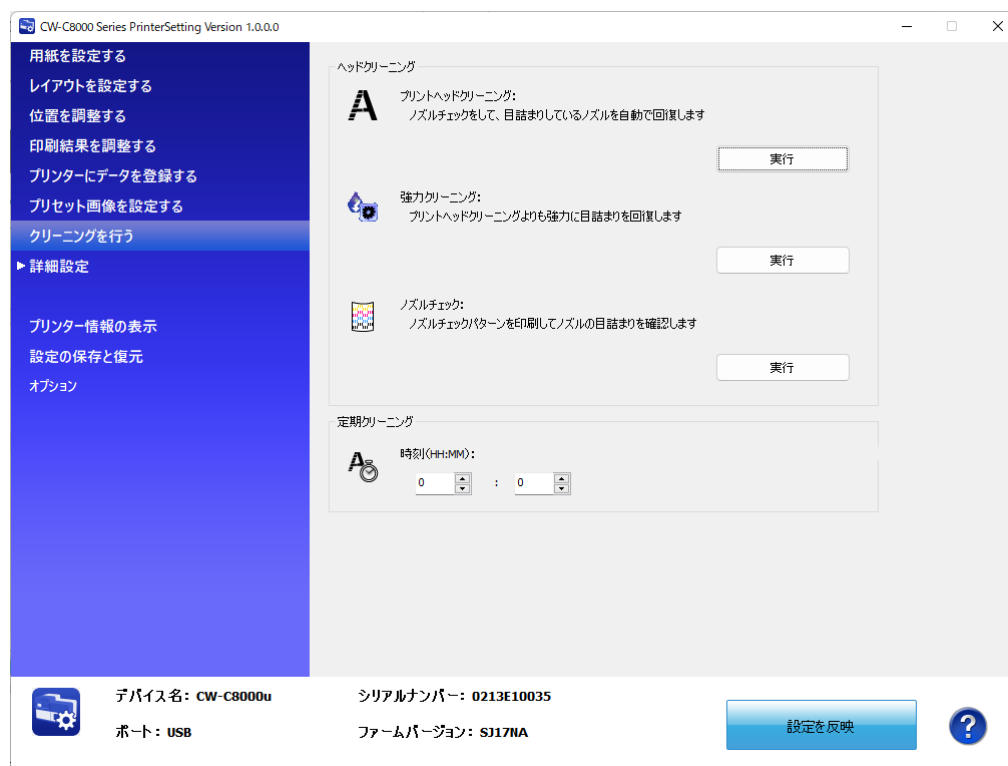 CW-C8000 Series PrinterSetting Version 1.0.0.0
用紙を設定する
レイアウトを設定する
位置を調整する
印刷結果を調整する
プリンターにデータを登録する
プリセット画像を設定する
クリーニングを行う
詳細設定
プリンター情報の表示
設定の保存と復元
オプション
ヘッドクリーニング
プリントヘッドクリーニング:
ノズルチェックをして、目詰まりしているノズルを自動で回復します
実行
強力クリーニング:
プリントヘッドクリーニングよりも強力に目詰まりを回復します
実行
ノズルチェック:
ノズルチェックパターンを印刷してノズルの目詰まりを確認します
実行
定期クリーニング
時刻(HH:MM):
0 : 0
デバイス名: CW-C8000u
シリアルナンバー: 0213E10035
ポート: USB
ファームバージョン: SJ17NA
設定を反映
?